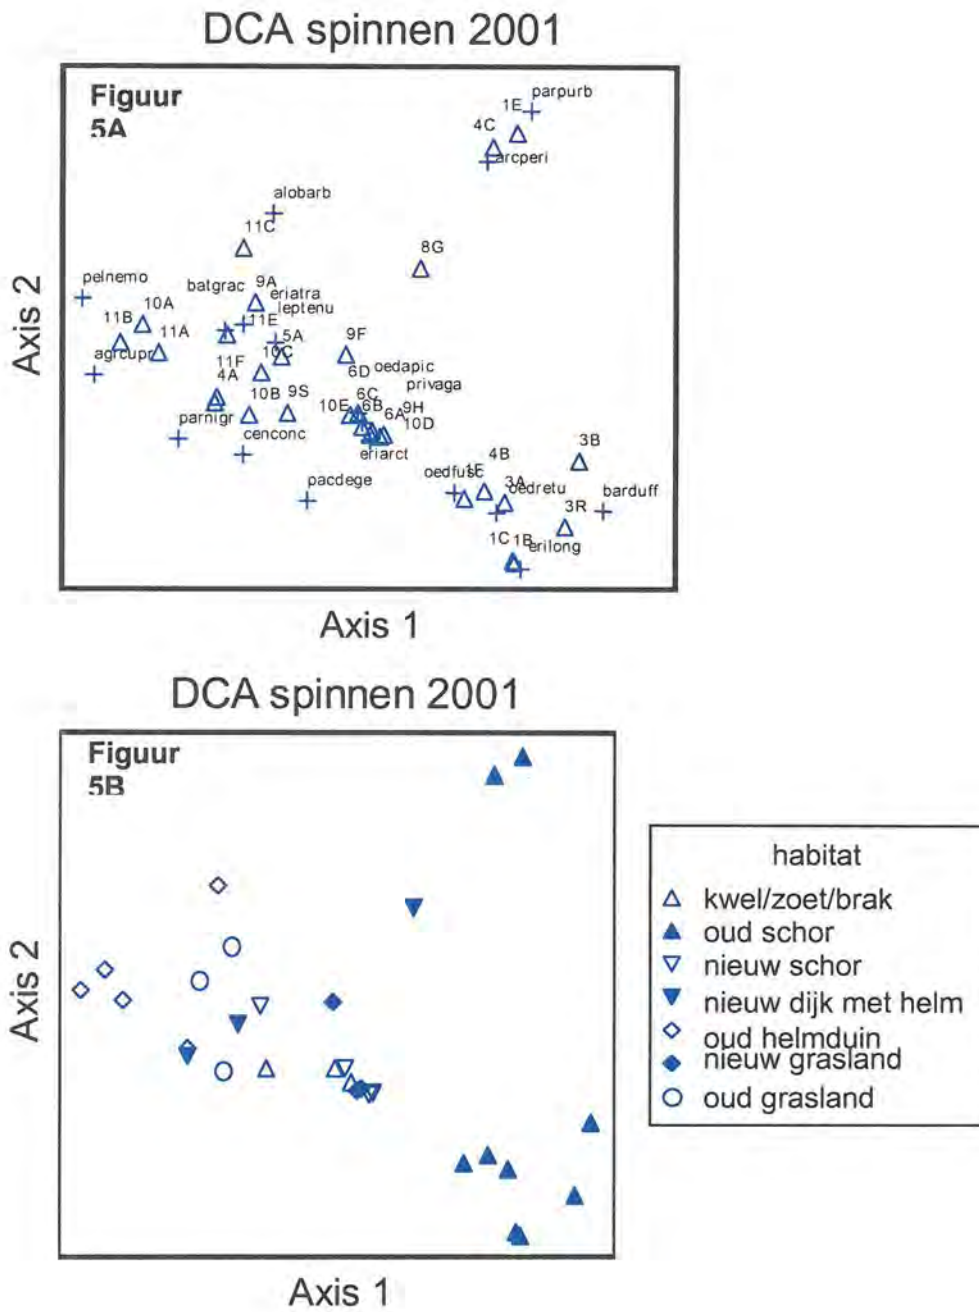 DCA spinnen 2001
Figuur
5A
parpurb
1E
4C
arcperi
alobarb
11C
8G
pelnemo
batgrac
9A
eriatra
leptenu
10A
11B
11A
11E
5A
9F
agrcupr
11F
10C
6D
oedapic
privaga
4A
10B
9S
10E
6C
6B
6A
9H
10D
parnigr
cenconc
eriarct
pacdege
oedfusc
1F
4B
3A
oedretu
3B
barduff
3R
1C
1B
erilong
Axis 2
Axis 1
DCA spinnen 2001
Figuur
5B
Axis 2
Axis 1
habitat
kwel/zoet/brak
oud schor
nieuw schor
nieuw dijk met helm
oud helmduin
nieuw grasland
oud grasland